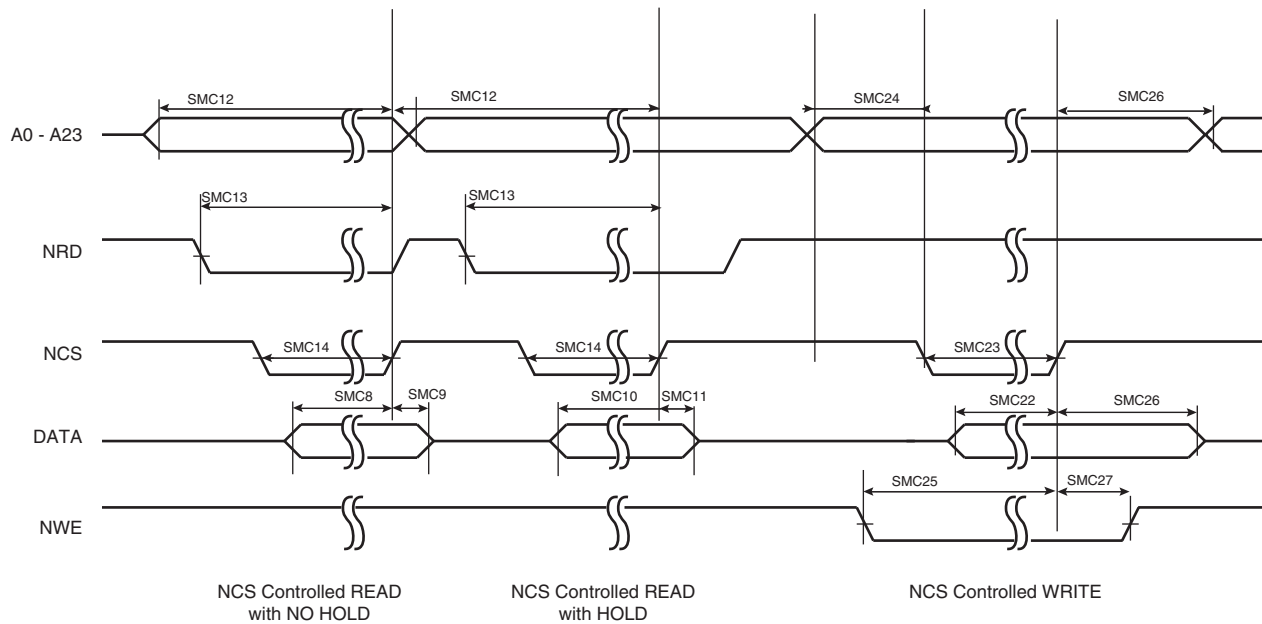 SMC12
SMC12
SMC24
SMC26
A0 - A23
SMC13
SMC13
NRD
SMC14
SMC14
SMC23
NCS
SMC8
SMC9
SMC10
SMC11
SMC22
SMC26
DATA
SMC25
SMC27
NWE
NCS Controlled READ
with NO HOLD
NCS Controlled READ
with HOLD
NCS Controlled WRITE